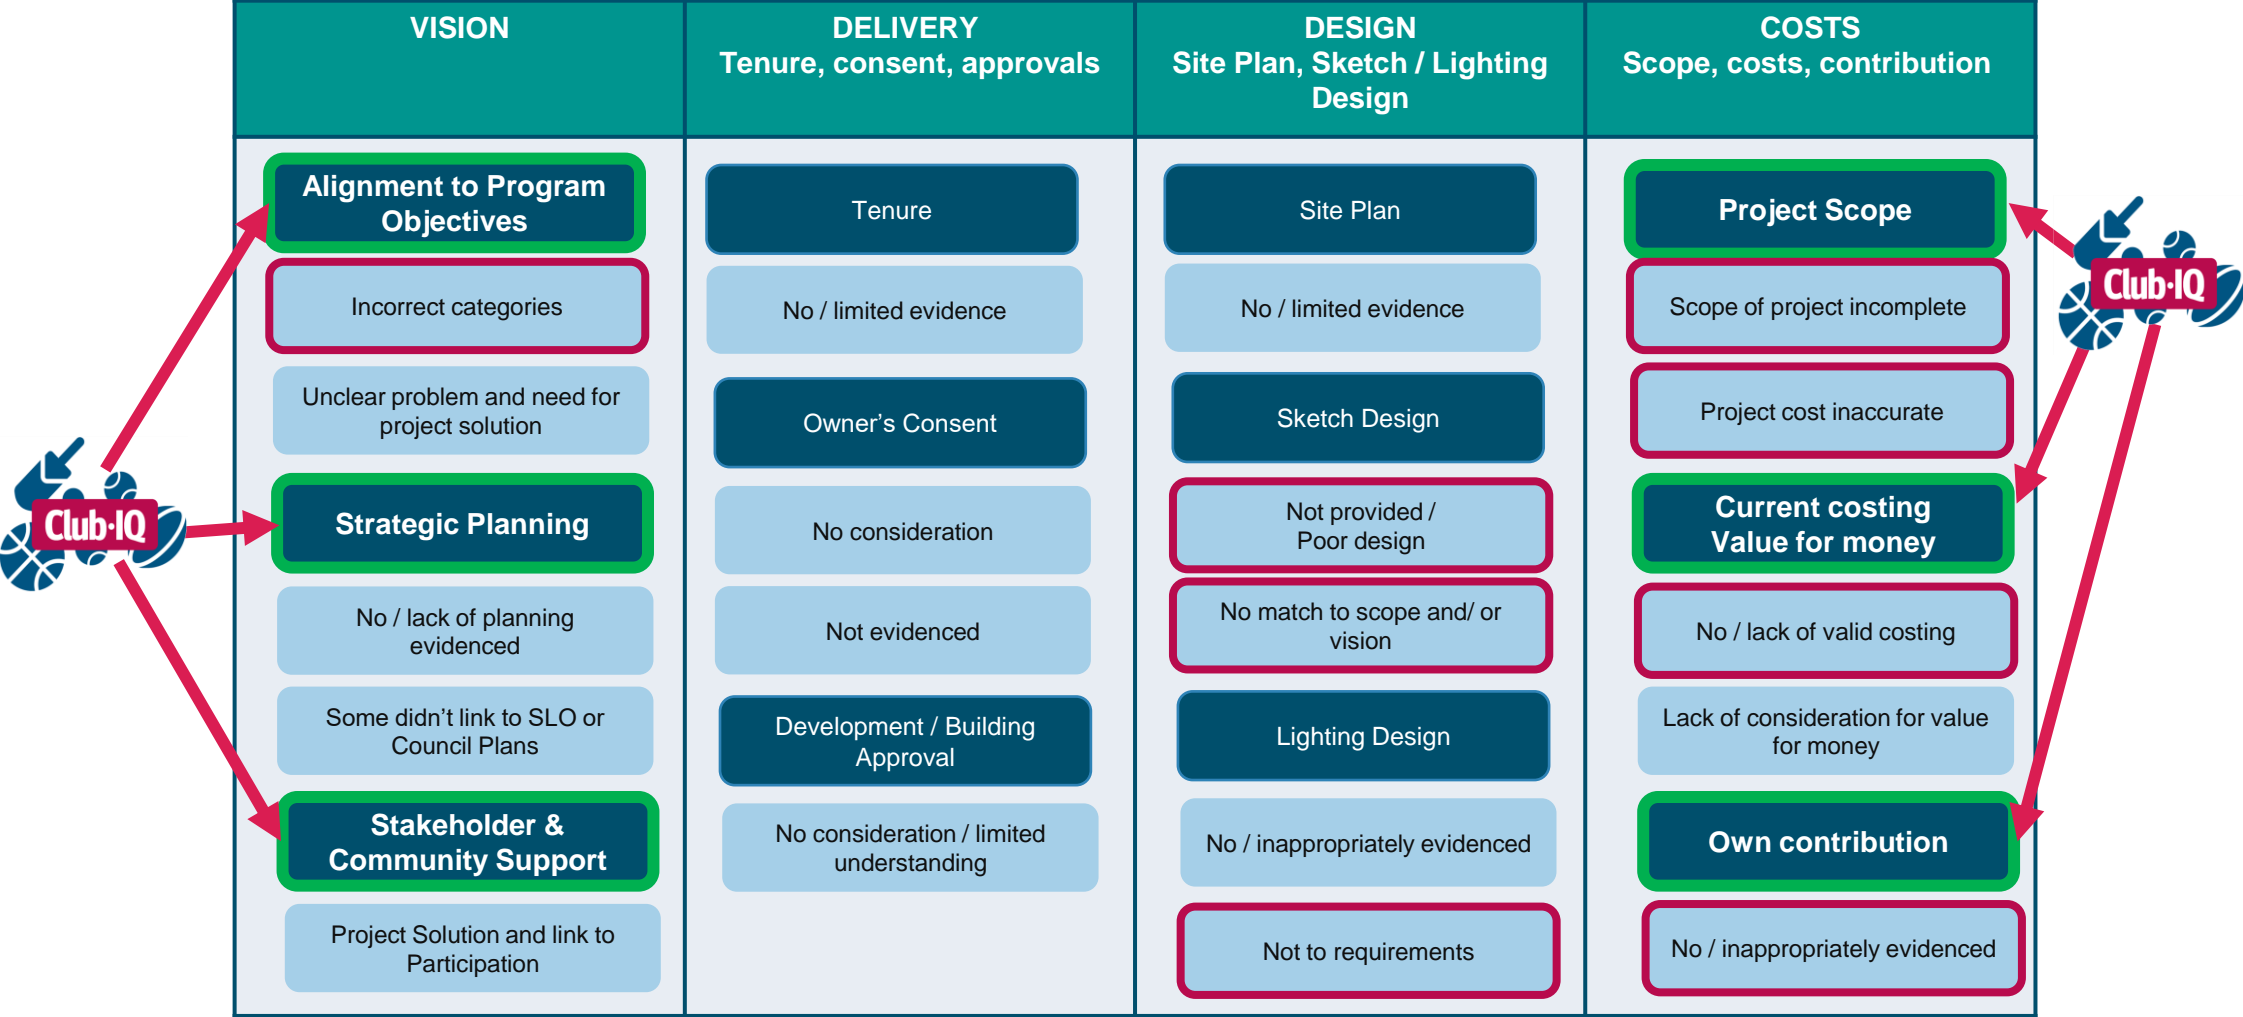 VISION
Alignment to Program
Objectives
Incorrect categories
Unclear problem and need for
project solution
Strategic Planning
No / lack of planning
evidenced
Some didn't link to SLO or
Council Plans
Stakeholder &
Community Support
Project Solution and link to
Participation
DELIVERY
Tenure, consent, approvals
Tenure
No / limited evidence
Owner’s Consent
No consideration
Not evidenced
Development / Building
Approval
No consideration / limited
understanding
DESIGN
Site Plan, Sketch / Lighting
Design
Site Plan
No / limited evidence
Sketch Design
Not provided /
Poor design
No match to scope and/ or
vision
Lighting Design
No / inappropriately evidenced
Not to requirements
COSTS
Scope, costs, contribution
Project Scope
Scope of project incomplete
Project cost inaccurate
Current costing
Value for money
No / lack of valid costing
Lack of consideration for value
for money
Own contribution
No / inappropriately evidenced
Club·IQ
Club·IQ